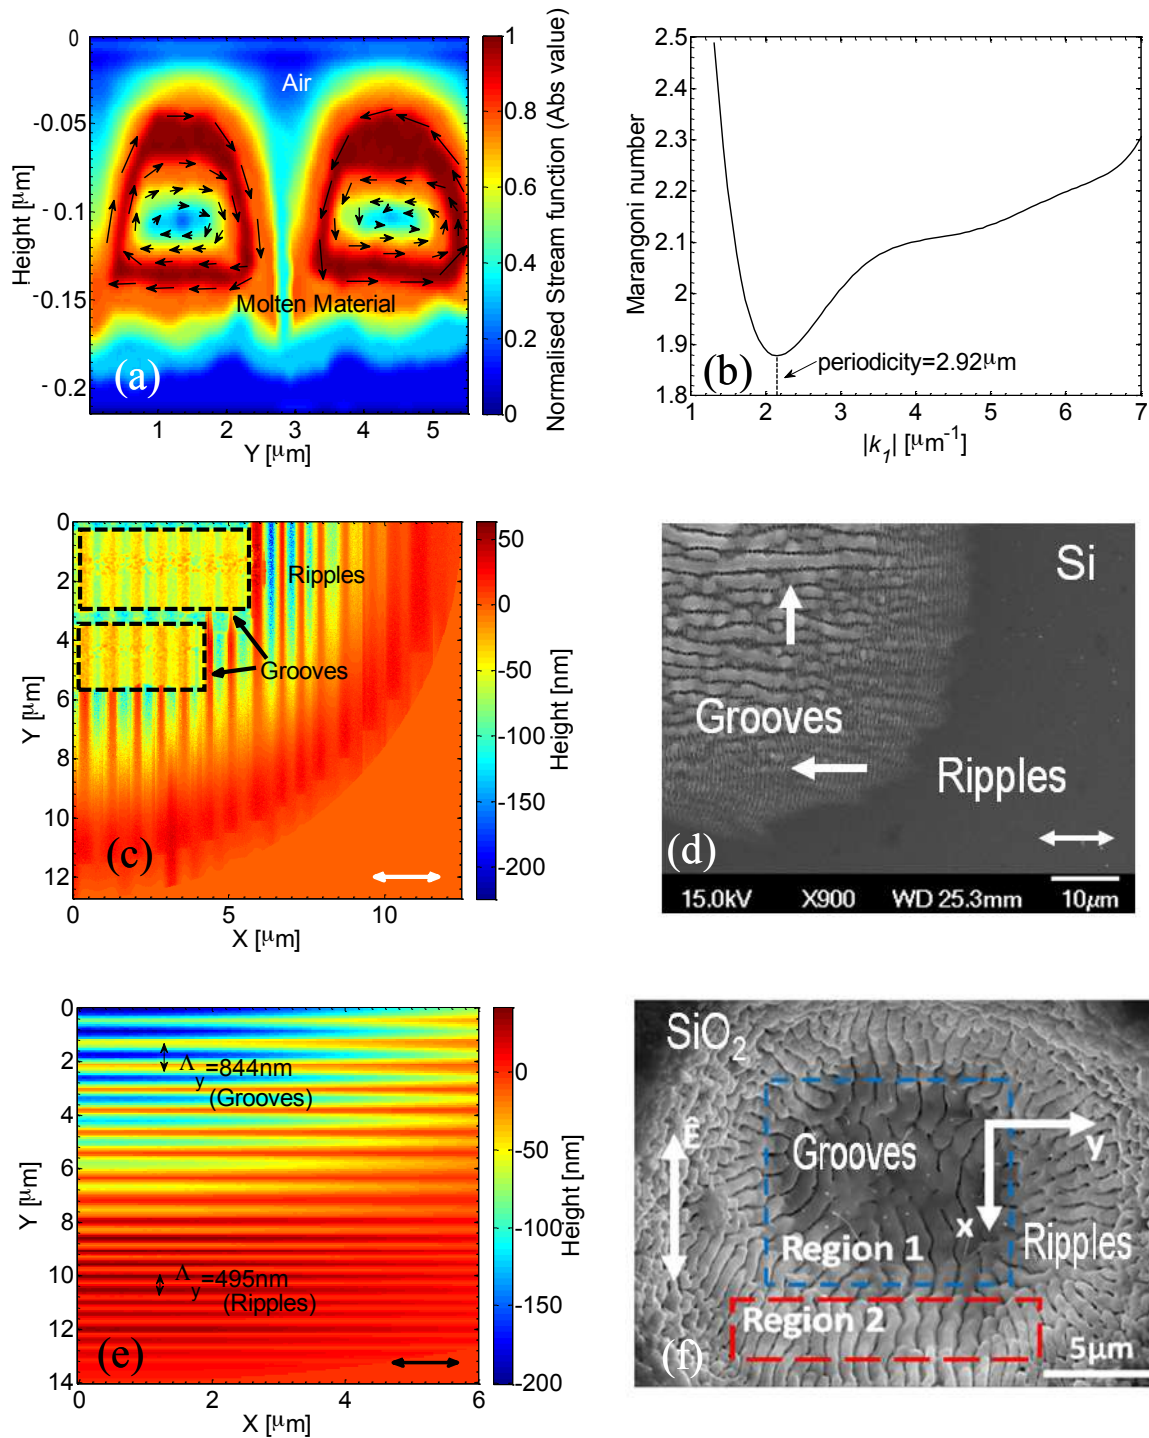 0
-0.05
-0.1
-0.15
-0.2
Height [μm]
Air
Molten Material
(a)
1 2 3 4 5
Y [μm]
1
0.8
0.6
0.4
0.2
0
Normalised Stream function (Abs value)
2.5
2.4
2.3
2.2
2.1
2
1.9
1.8
Marangoni number
(b)
periodicity=2.92μm
1 2 3 4 5 6 7
|k1| [μm-1]
0
2
4
6
8
10
12
Y [μm]
Ripples
Grooves
(c)
0 5 10
X [μm]
50
0
-50
-100
-150
-200
Height [nm]
Si
Grooves
Ripples
(d)
15.0kV X900 WD 25.3mm 10μm
0
2
4
6
8
10
12
14
Y [μm]
Λy=844nm
(Grooves)
Λy=495nm
(Ripples)
(e)
0 2 4 6
X [μm]
0
-50
-100
-150
-200
Height [nm]
SiO2
Ê
Grooves
y
x
Region 1
Ripples
Region 2
(f)
5μm